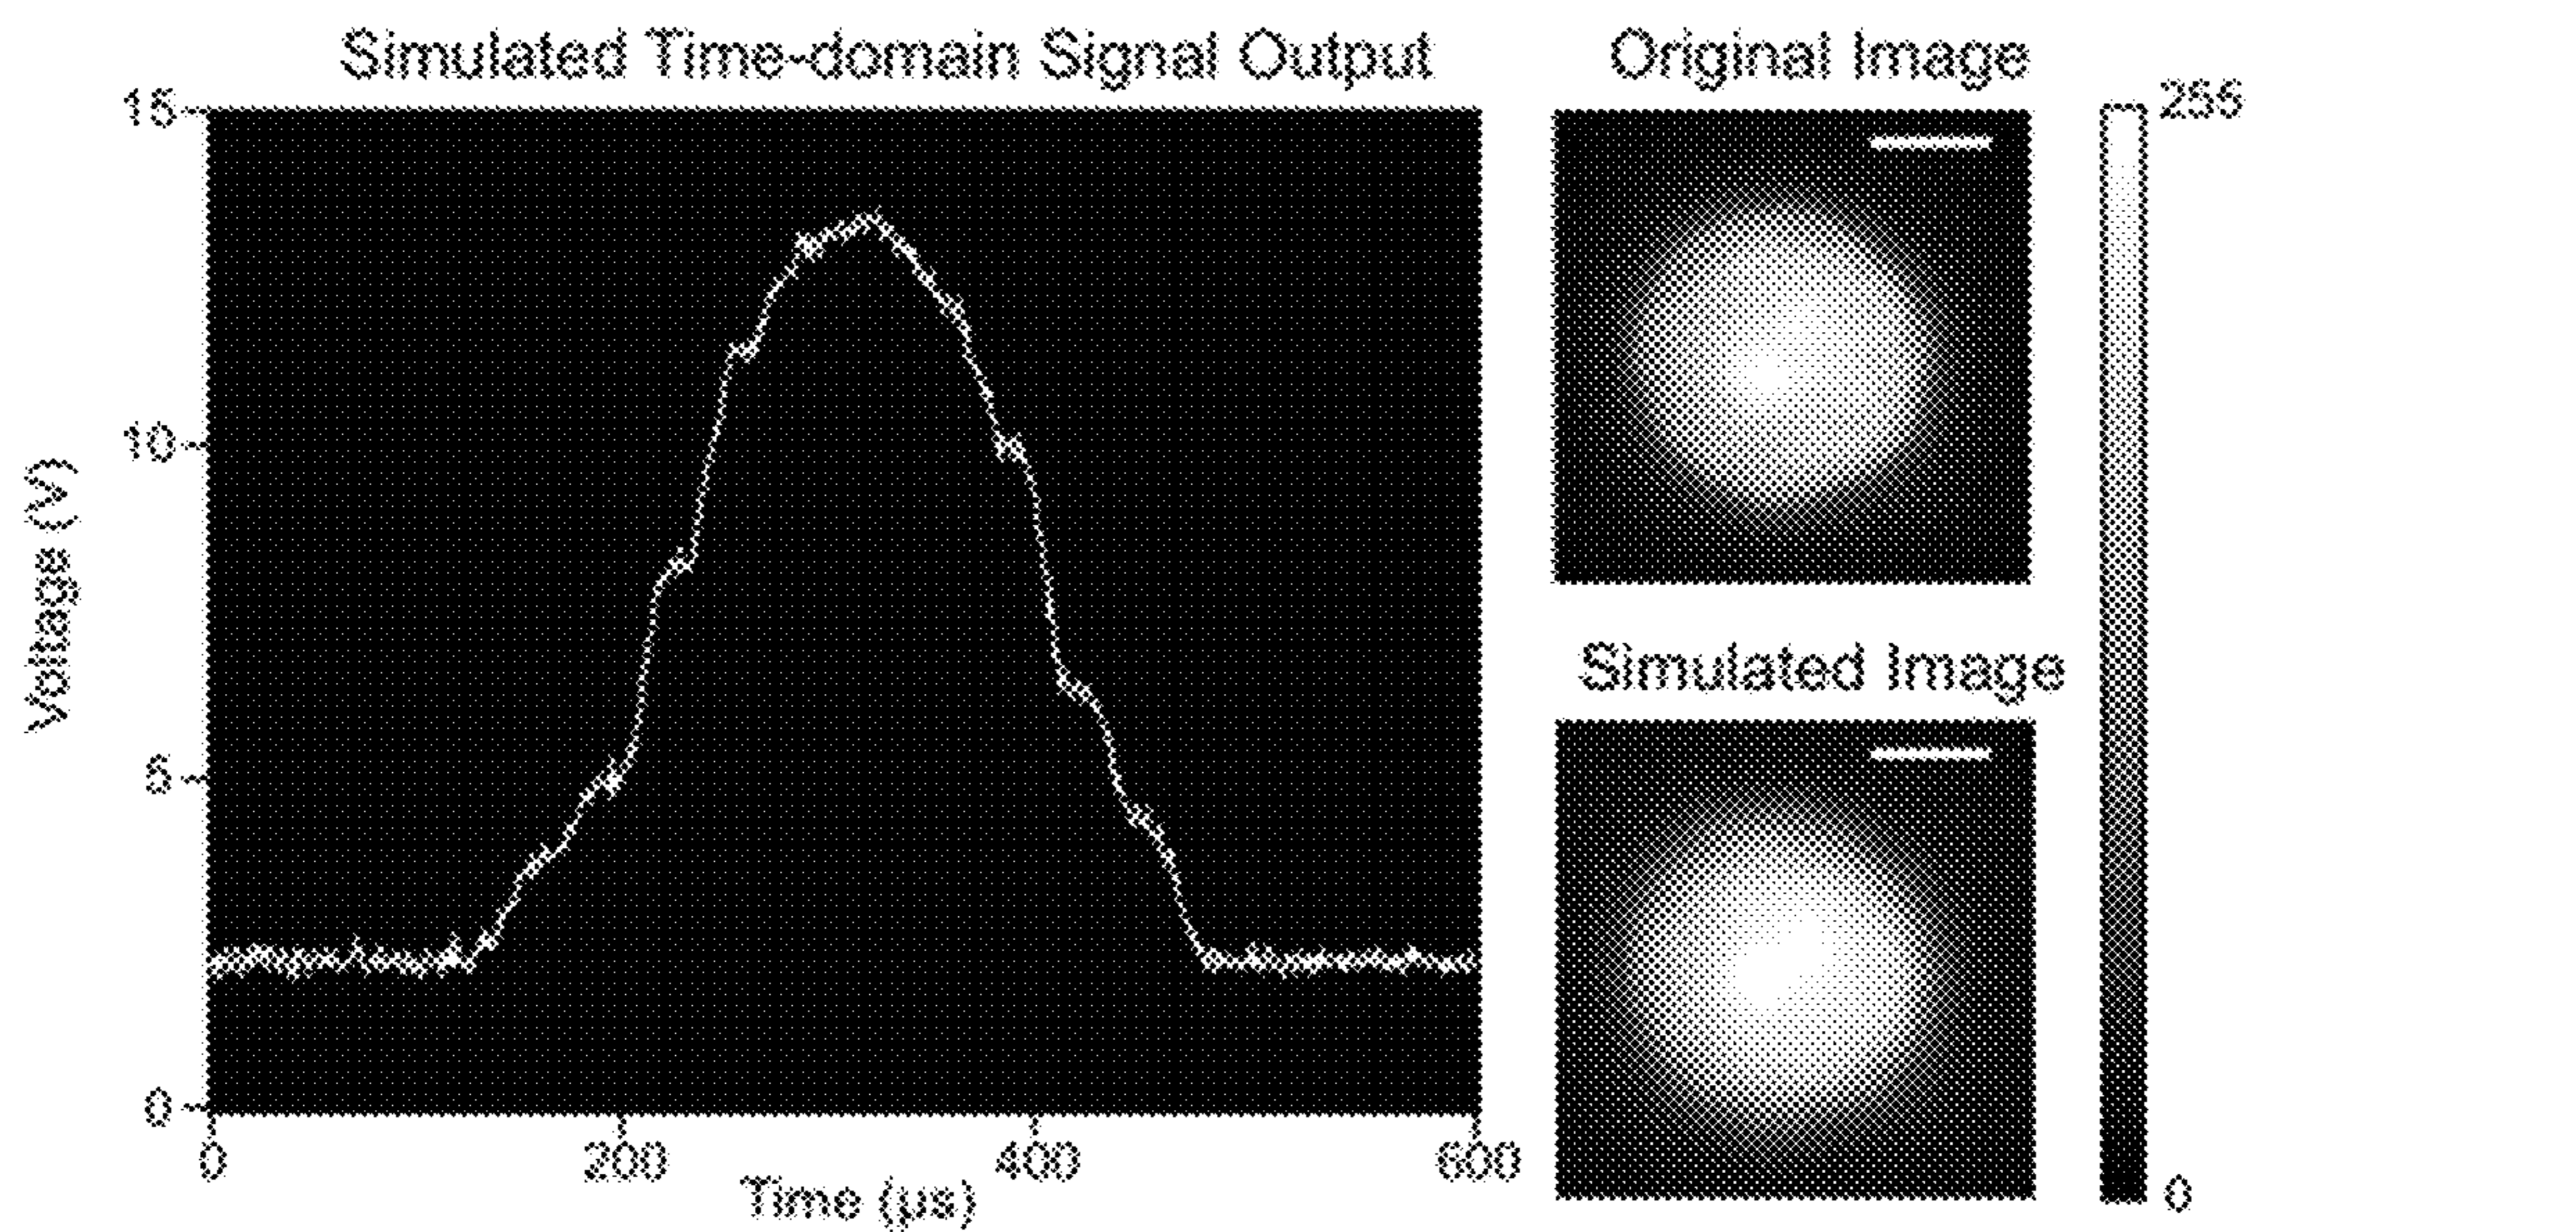 Simulated Time-domain Signal Output
Original Image
15
10
5
0
Voltage (V)
0 200 400 600
Time (µs)
Simulated Image
255
0